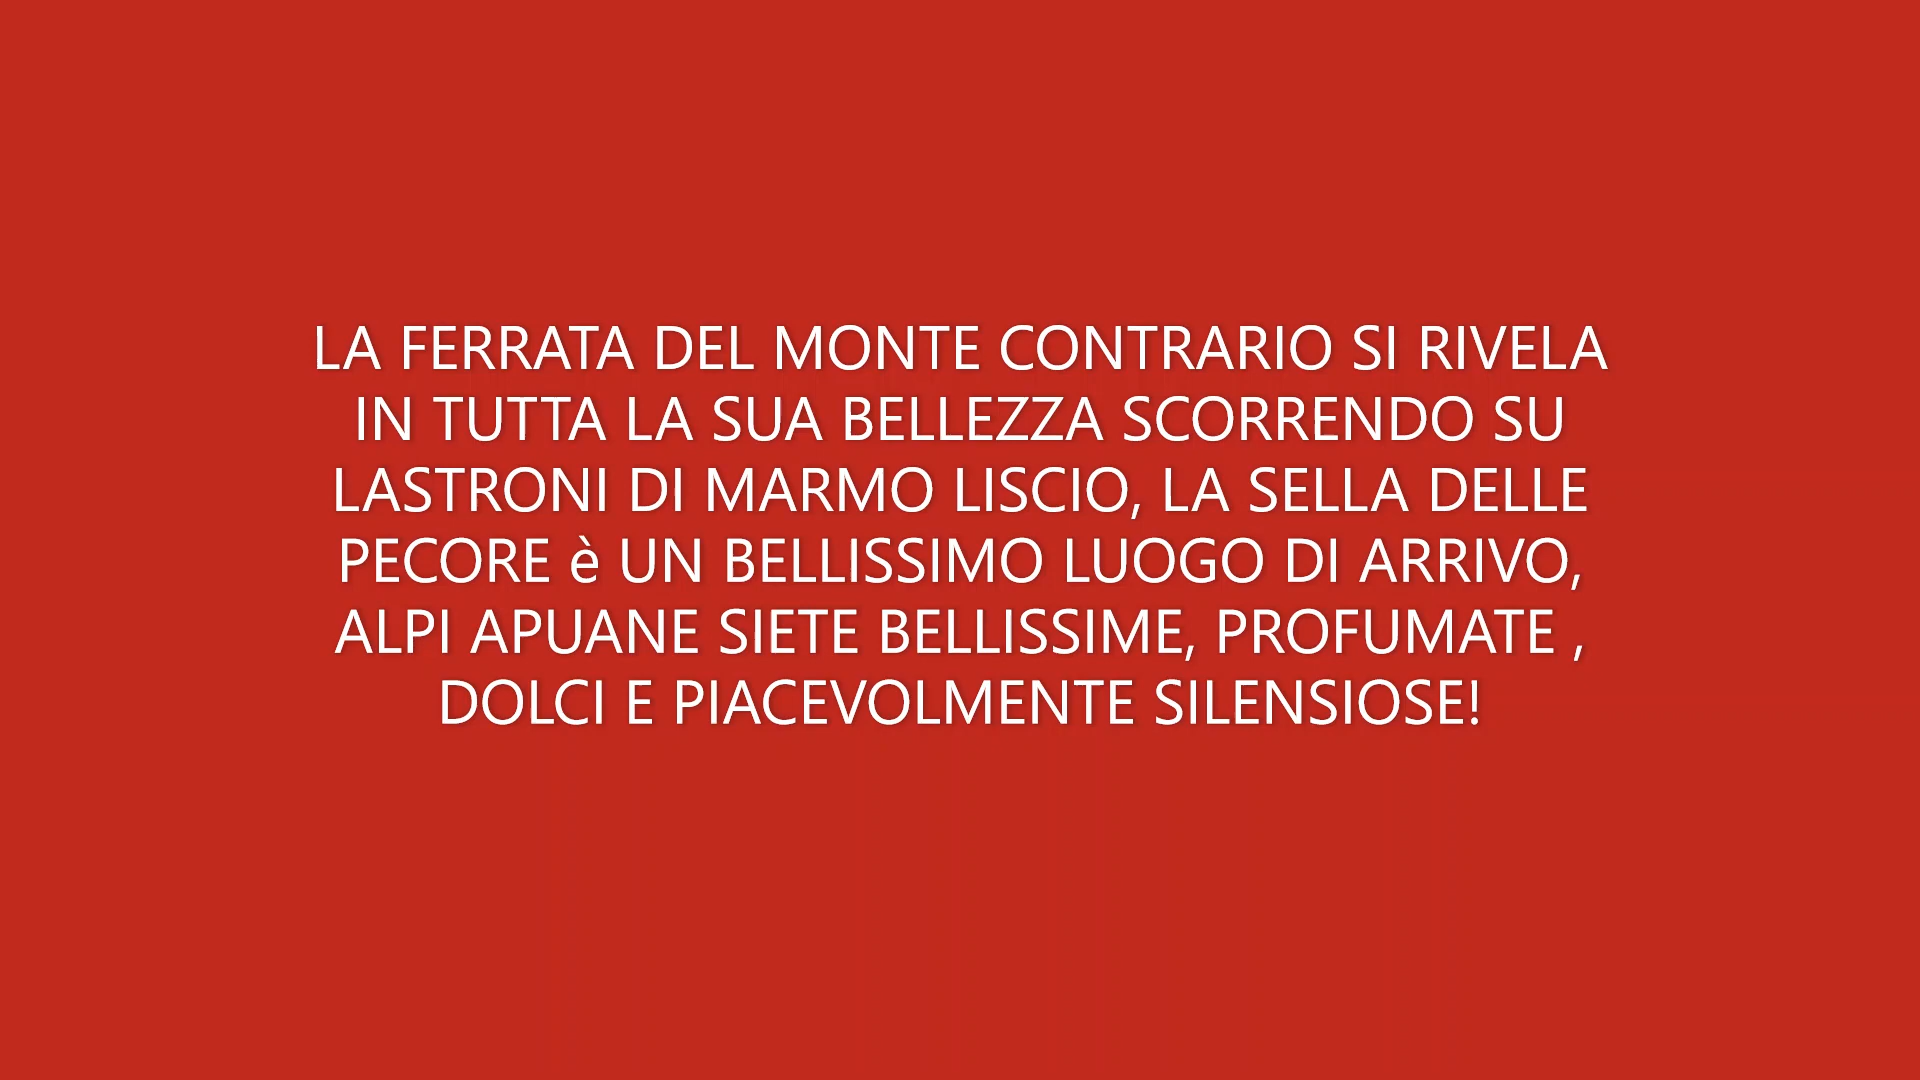 LA FERRATA DEL MONTE CONTRARIO SI RIVELA
IN TUTTA LA SUA BELLEZZA SCORRENDO SU
LASTRONI DI MARMO LISCIO, LA SELLA DELLE
PECORE è UN BELLISSIMO LUOGO DI ARRIVO,
ALPI APUANE SIETE BELLISSIME, PROFUMATE ,
DOLCI E PIACEVOLMENTE SILENSIOSE!